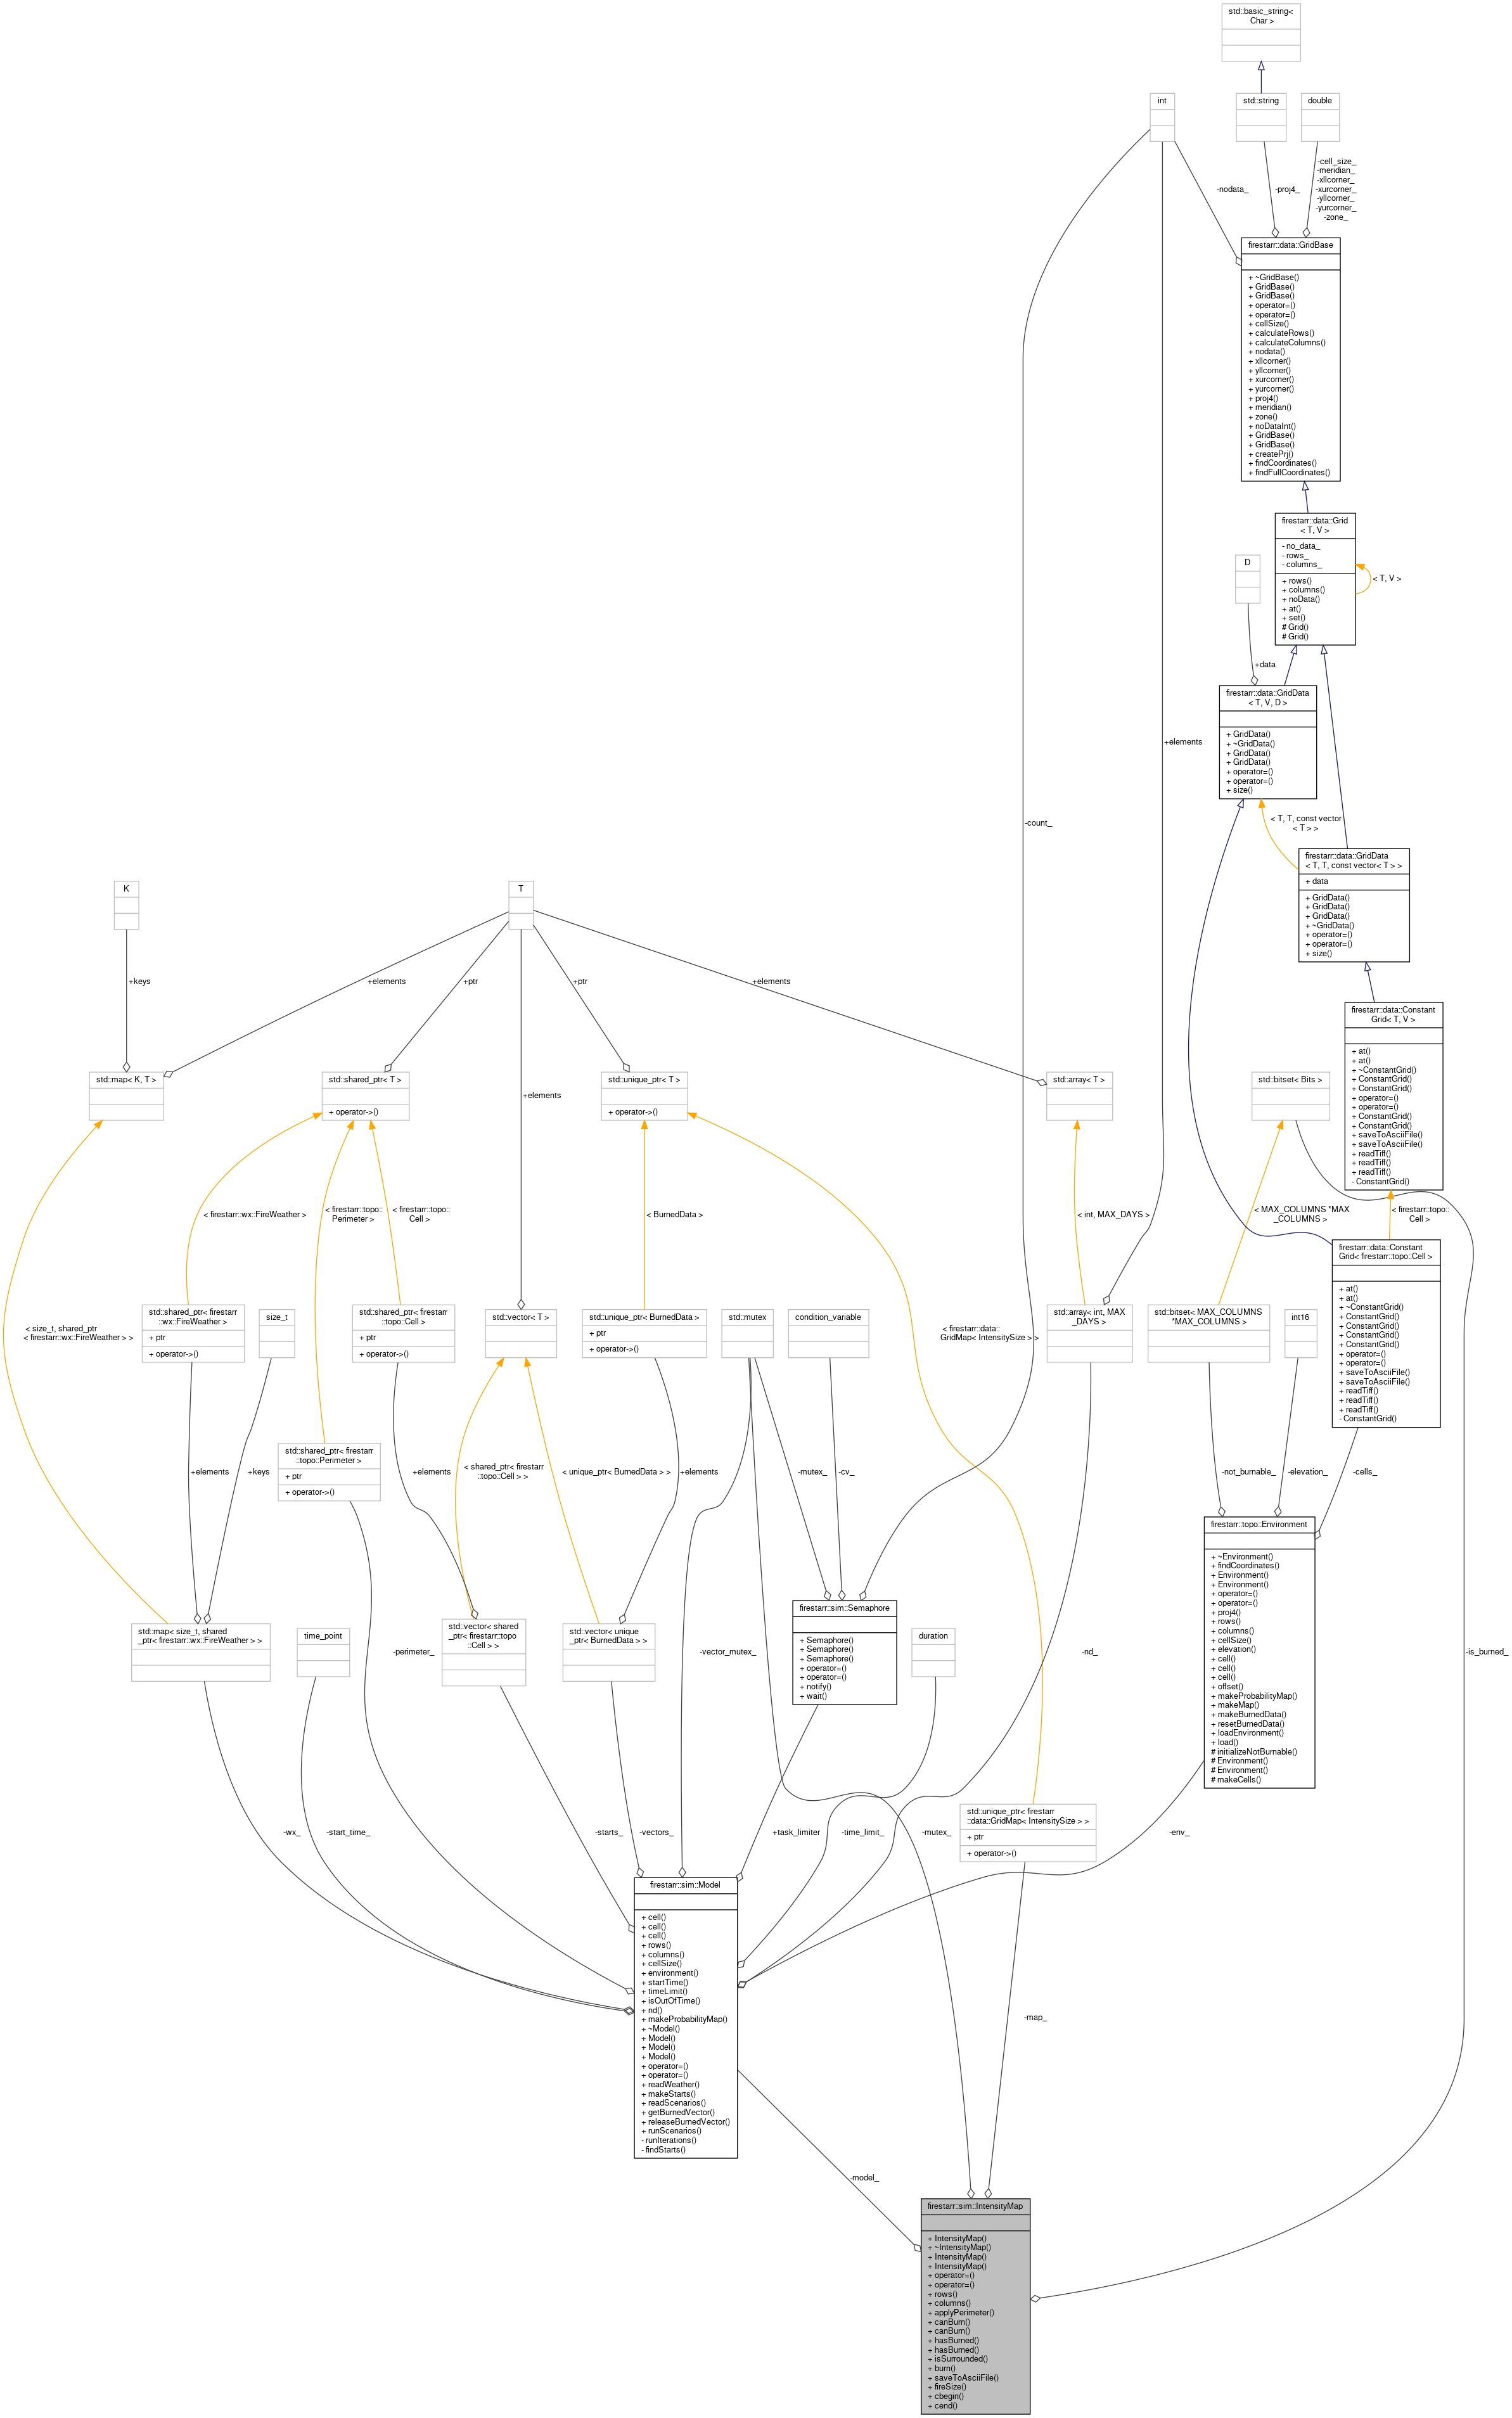 std::basic_string<
Char >
int
std::string
double
-cell_size_
-meridian_
-xllcorner_
-xurcorner_
-yllcorner_
-yurcorner_
-zone_
-nodata_
-proj4_
firestarr::data::GridBase
+ ~GridBase()
+ GridBase()
+ GridBase()
+ operator=()
+ operator=()
+ cellSize()
+ calculateRows()
+ calculateColumns()
+ nodata()
+ xllcorner()
+ yllcorner()
+ xurcorner()
+ yurcorner()
+ proj4()
+ meridian()
+ zone()
+ noDataInt()
+ GridBase()
+ GridBase()
+ createPrj()
+ findCoordinates()
+ findFullCoordinates()
firestarr::data::Grid
< T, V >
- no_data_
- rows_
- columns_
+ rows()
+ columns()
+ noData()
+ at()
+ set()
# Grid()
# Grid()
< T, V >
D
+data
firestarr::data::GridData
< T, V, D >
+ GridData()
+ ~GridData()
+ GridData()
+ GridData()
+ operator=()
+ operator=()
+ size()
+elements
-count_
< T, T, const vector
< T > >
firestarr::data::GridData
< T, T, const vector< T > >
+ data
+ GridData()
+ GridData()
+ GridData()
+ ~GridData()
+ operator=()
+ operator=()
+ size()
K
T
+keys
+elements
+ptr
+elements
+ptr
+elements
firestarr::data::Constant
Grid< T, V >
+ at()
+ at()
+ ~ConstantGrid()
+ ConstantGrid()
+ ConstantGrid()
+ operator=()
+ operator=()
+ ConstantGrid()
+ ConstantGrid()
+ saveToAsciiFile()
+ saveToAsciiFile()
+ readTiff()
+ readTiff()
+ readTiff()
- ConstantGrid()
std::map< K, T >
std::shared_ptr< T >
+ operator->()
std::unique_ptr< T >
+ operator->()
std::array< T >
std::bitset< Bits >
< firestarr::wx::FireWeather >
< firestarr::topo::
Perimeter >
< firestarr::topo::
Cell >
< BurnedData >
< int, MAX_DAYS >
< MAX_COLUMNS *MAX
_COLUMNS >
< firestarr::topo::
Cell >
firestarr::data::Constant
Grid< firestarr::topo::Cell >
+ at()
+ at()
+ ~ConstantGrid()
+ ConstantGrid()
+ ConstantGrid()
+ ConstantGrid()
+ ConstantGrid()
+ operator=()
+ operator=()
+ saveToAsciiFile()
+ saveToAsciiFile()
+ readTiff()
+ readTiff()
+ readTiff()
- ConstantGrid()
< size_t, shared_ptr
< firestarr::wx::FireWeather > >
std::shared_ptr< firestarr
::wx::FireWeather >
+ ptr
+ operator->()
size_t
std::shared_ptr< firestarr
::topo::Cell >
+ ptr
+ operator->()
std::vector< T >
std::unique_ptr< BurnedData >
+ ptr
+ operator->()
std::mutex
condition_variable
< firestarr::data::
GridMap< IntensitySize > >
std::array< int, MAX
_DAYS >
std::bitset< MAX_COLUMNS
*MAX_COLUMNS >
int16
std::shared_ptr< firestarr
::topo::Perimeter >
+ ptr
+ operator->()
+elements
+keys
+elements
< shared_ptr< firestarr
::topo::Cell > >
< unique_ptr< BurnedData > >
+elements
-mutex_
-cv_
-not_burnable_
-elevation_
-cells_
firestarr::topo::Environment
+ ~Environment()
+ findCoordinates()
+ Environment()
+ Environment()
+ operator=()
+ operator=()
+ proj4()
+ rows()
+ columns()
+ cellSize()
+ elevation()
+ cell()
+ cell()
+ cell()
+ offset()
+ makeProbabilityMap()
+ makeMap()
+ makeBurnedData()
+ resetBurnedData()
+ loadEnvironment()
+ load()
# initializeNotBurnable()
# Environment()
# Environment()
# makeCells()
std::map< size_t, shared
_ptr< firestarr::wx::FireWeather > >
time_point
-perimeter_
std::vector< shared
_ptr< firestarr::topo
::Cell > >
std::vector< unique
_ptr< BurnedData > >
-vector_mutex_
firestarr::sim::Semaphore
+ Semaphore()
+ Semaphore()
+ Semaphore()
+ operator=()
+ operator=()
+ notify()
+ wait()
duration
-nd_
-is_burned_
std::unique_ptr< firestarr
::data::GridMap< IntensitySize > >
+ ptr
+ operator->()
-wx_
-start_time_
-starts_
-vectors_
+task_limiter
-time_limit_
-mutex_
-env_
firestarr::sim::Model
+ cell()
+ cell()
+ cell()
+ rows()
+ columns()
+ cellSize()
+ environment()
+ startTime()
+ timeLimit()
+ isOutOfTime()
+ nd()
+ makeProbabilityMap()
+ ~Model()
+ Model()
+ Model()
+ Model()
+ operator=()
+ operator=()
+ readWeather()
+ makeStarts()
+ readScenarios()
+ getBurnedVector()
+ releaseBurnedVector()
+ runScenarios()
- runIterations()
- findStarts()
-map_
-model_
firestarr::sim::IntensityMap
+ IntensityMap()
+ ~IntensityMap()
+ IntensityMap()
+ IntensityMap()
+ operator=()
+ operator=()
+ rows()
+ columns()
+ applyPerimeter()
+ canBurn()
+ canBurn()
+ hasBurned()
+ hasBurned()
+ isSurrounded()
+ burn()
+ saveToAsciiFile()
+ fireSize()
+ cbegin()
+ cend()